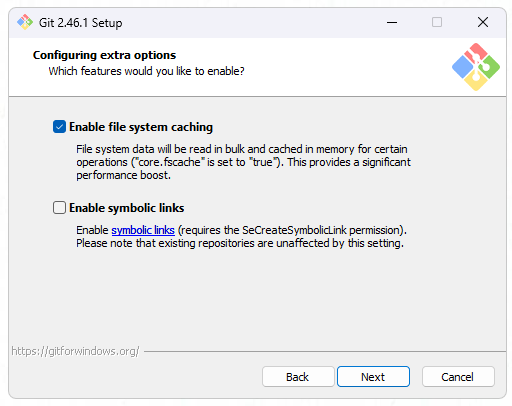 Git 2.46.1 Setup
Configuring extra options
Which features would you like to enable?
Enable file system caching
File system data will be read in bulk and cached in memory for certain
operations ("core.fscache" is set to "true"). This provides a significant
performance boost.
Enable symbolic links
Enable symbolic links (requires the SeCreateSymbolicLink permission).
Please note that existing repositories are unaffected by this setting.
https://gitforwindows.org/
Back Next Cancel